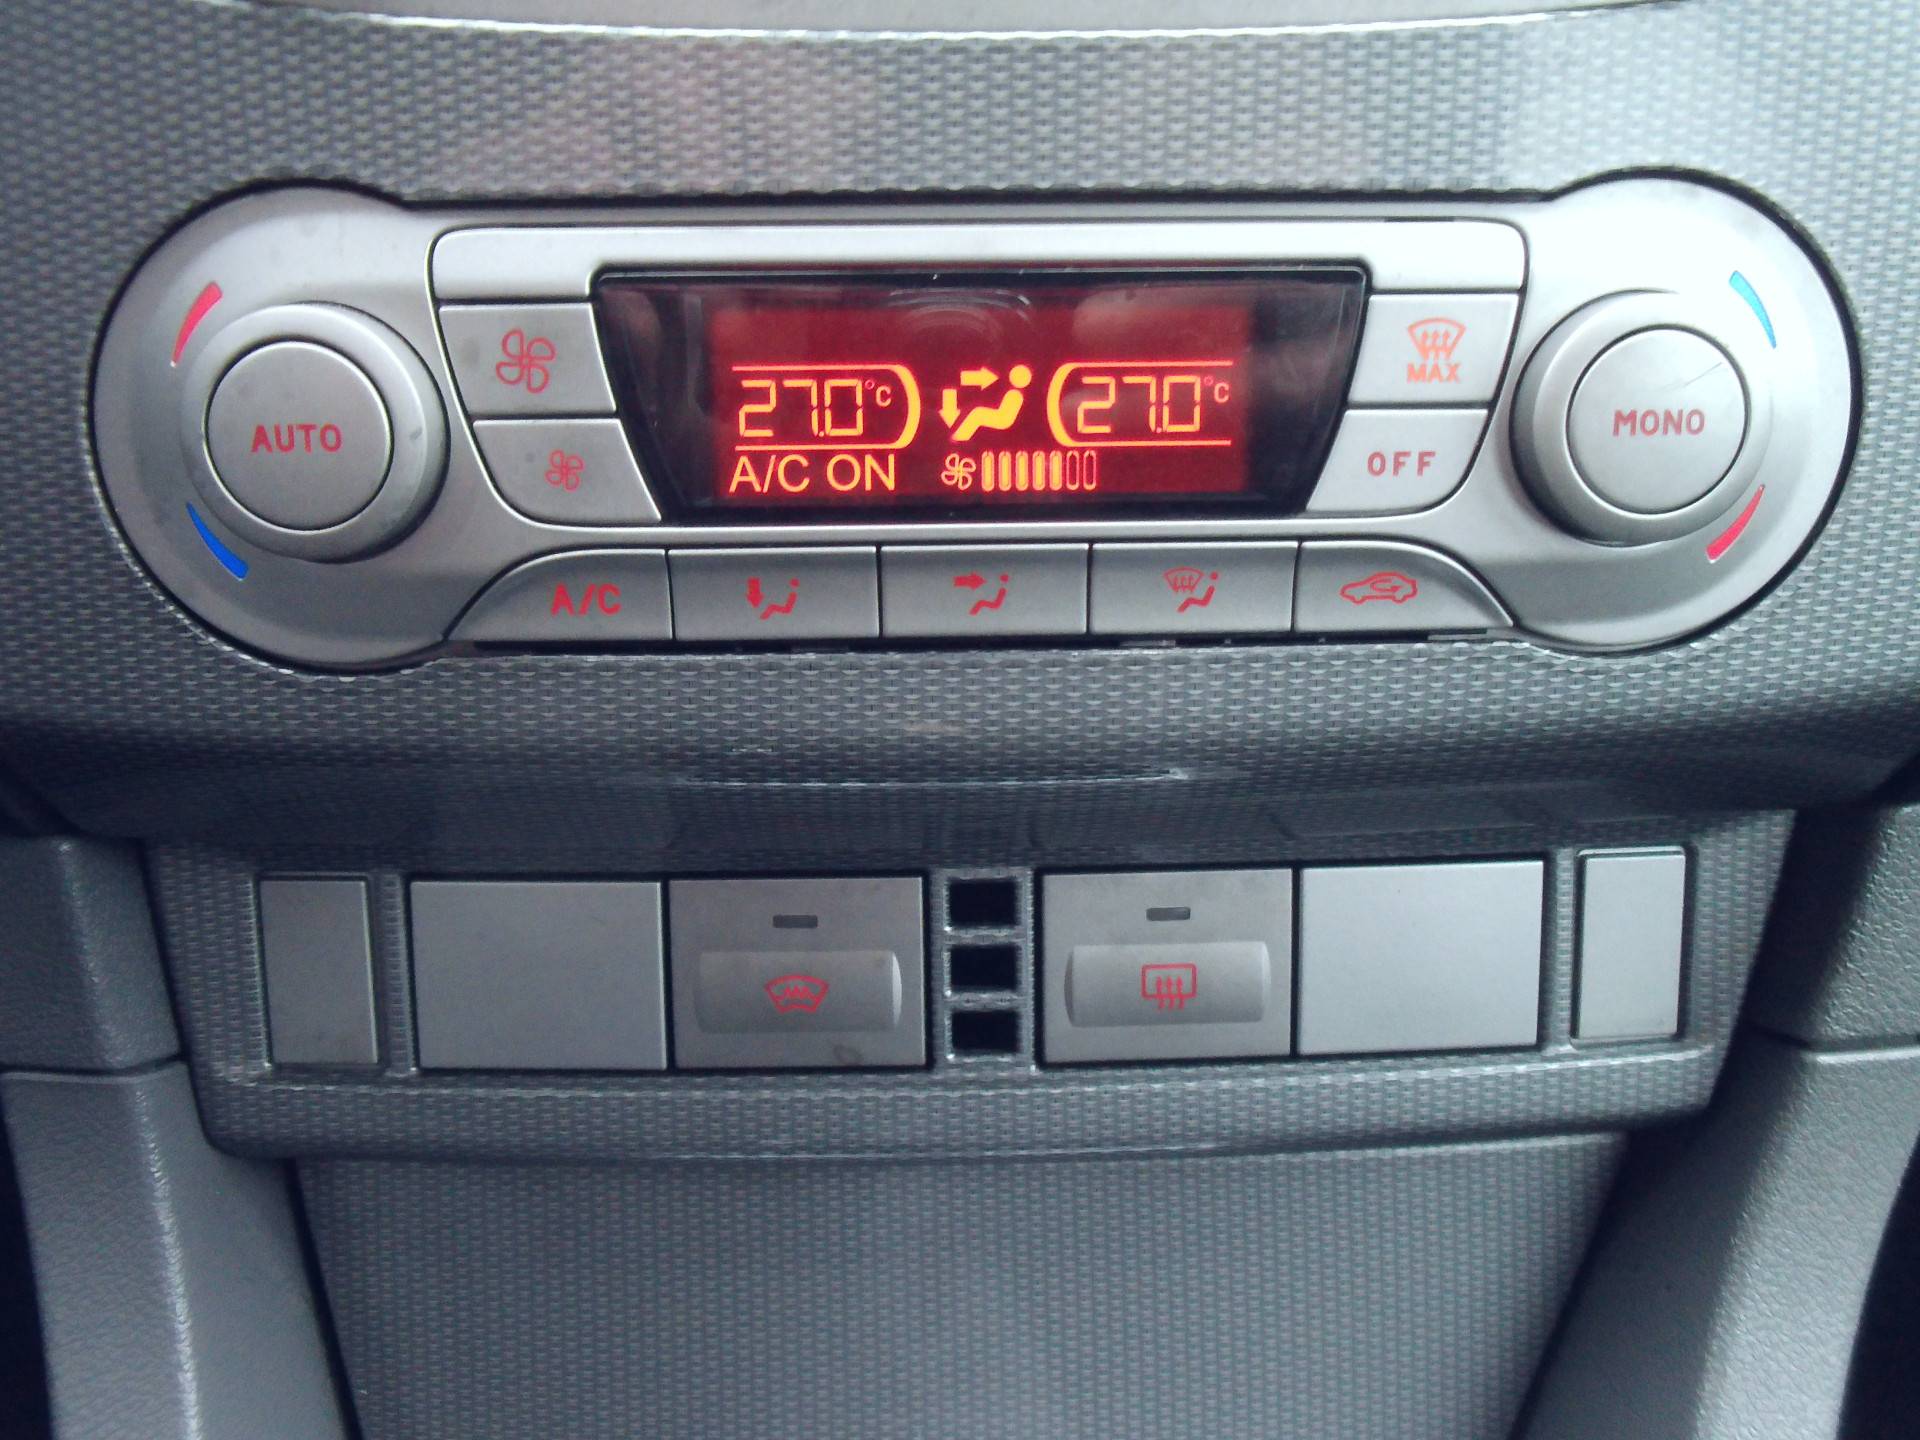 27.0°C 27.0°C
A/C ON
MAX
AUTO
OFF
MONO
A/C